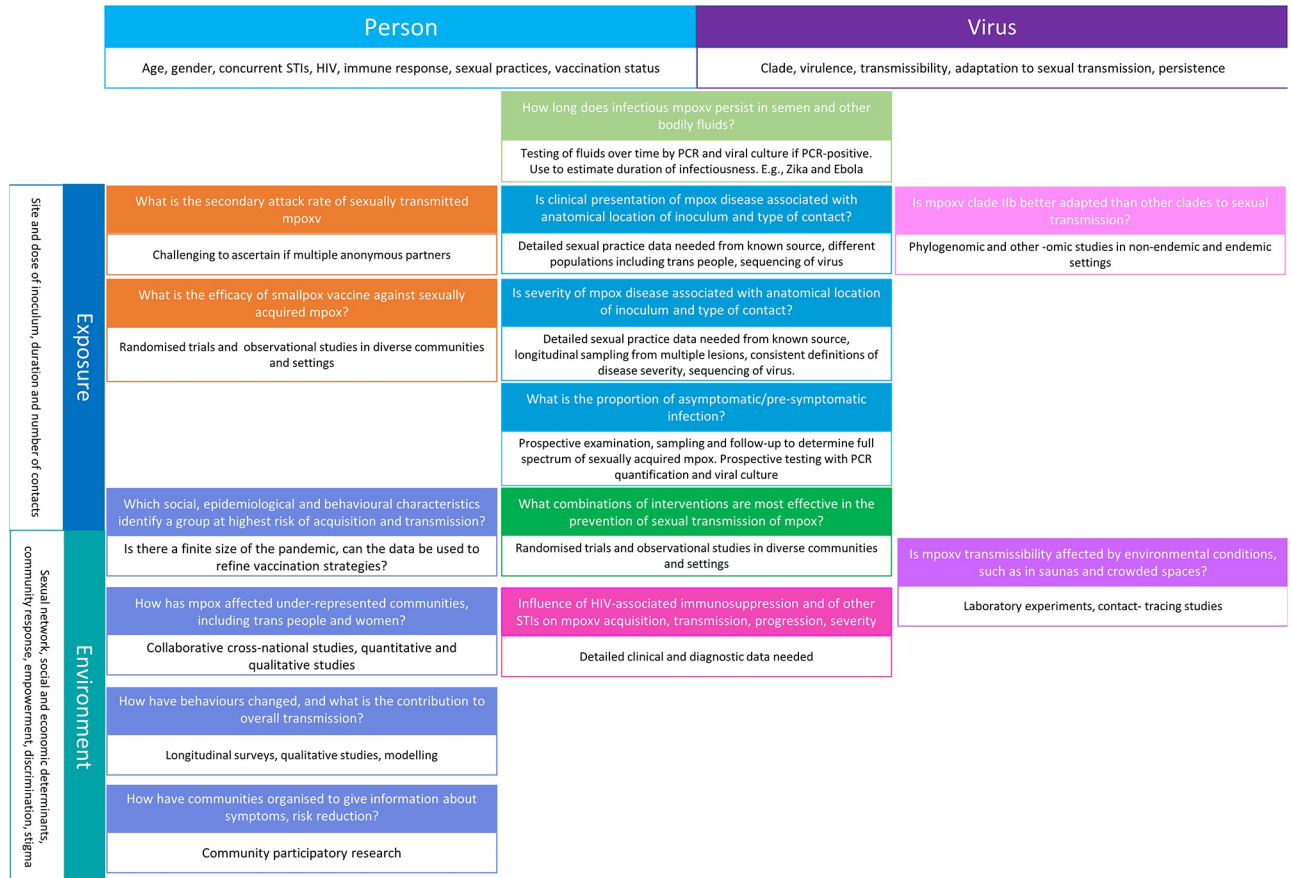 Person
Virus
Age, gender, concurrent STIs, HIV, immune response, sexual practices, vaccination status
Clade, virulence, transmissibility, adaptation to sexual transmission, persistence
How long does infectious mpoxv persist in semen and other
bodily fluids?
Testing of fluids over time by PCR and viral culture if PCR-positive.
Use to estimate duration of infectiousness. E.g., Zika and Ebola
Site and dose of inoculum, duration and number of contacts
Exposure
What is the secondary attack rate of sexually transmitted
mpoxv
Challenging to ascertain if multiple anonymous partners
Is clinical presentation of mpox disease associated with
anatomical location of inoculum and type of contact?
Detailed sexual practice data needed from known source, different
populations including trans people, sequencing of virus
Is mpoxv clade IIb better adapted than other clades to sexual
transmission?
Phylogenomic and other -omic studies in non-endemic and endemic
settings
What is the efficacy of smallpox vaccine against sexually
acquired mpox?
Randomised trials and observational studies in diverse communities
and settings
Is severity of mpox disease associated with anatomical location
of inoculum and type of contact?
Detailed sexual practice data needed from known source,
longitudinal sampling from multiple lesions, consistent definitions of
disease severity, sequencing of virus.
What is the proportion of asymptomatic/pre-symptomatic
infection?
Prospective examination, sampling and follow-up to determine full
spectrum of sexually acquired mpox. Prospective testing with PCR
quantification and viral culture
Which social, epidemiological and behavioural characteristics
identify a group at highest risk of acquisition and transmission?
Is there a finite size of the pandemic, can the data be used to
refine vaccination strategies?
What combinations of interventions are most effective in the
prevention of sexual transmission of mpox?
Randomised trials and observational studies in diverse communities
and settings
Sexual network, social and economic determinants,
community response, empowerment, discrimination, stigma
Environment
Is mpoxv transmissibility affected by environmental conditions,
such as in saunas and crowded spaces?
Laboratory experiments, contact- tracing studies
How has mpox affected under-represented communities,
including trans people and women?
Collaborative cross-national studies, quantitative and
qualitative studies
Influence of HIV-associated immunosuppression and of other
STIs on mpoxv acquisition, transmission, progression, severity
Detailed clinical and diagnostic data needed
How have behaviours changed, and what is the contribution to
overall transmission?
Longitudinal surveys, qualitative studies, modelling
How have communities organised to give information about
symptoms, risk reduction?
Community participatory research